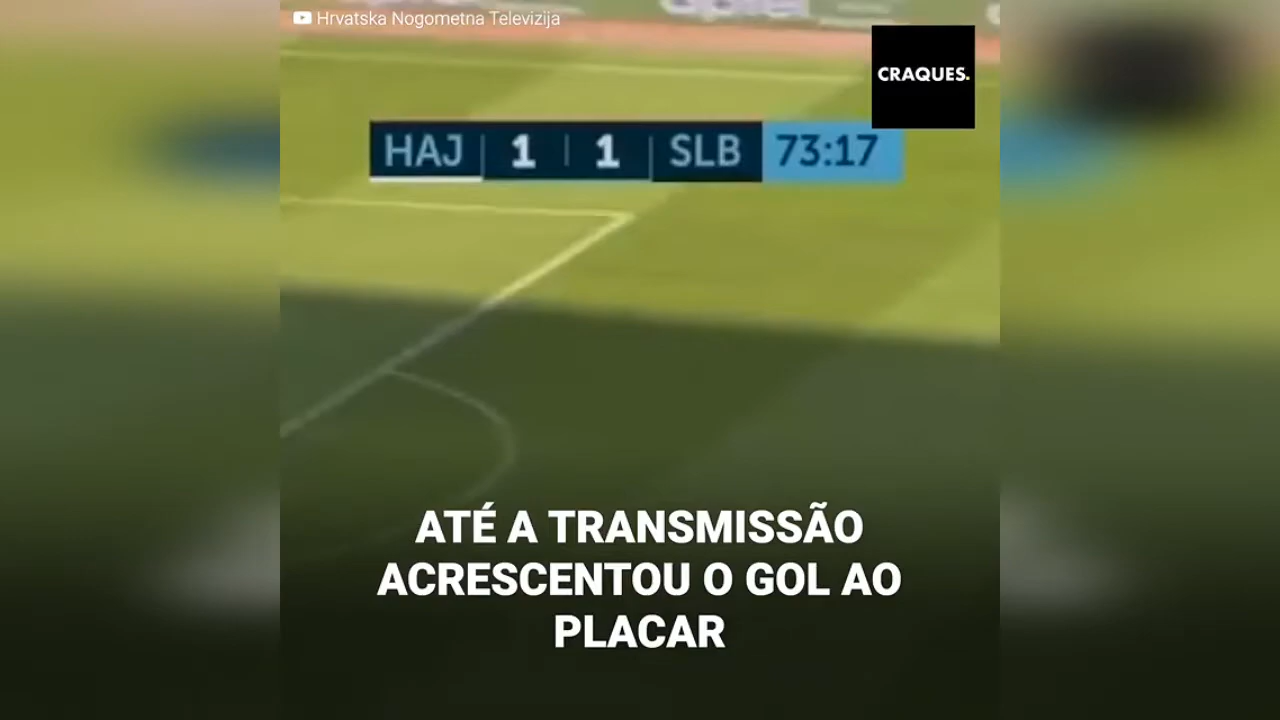 Hrvatska Nogometna Televizija
CRAQUES.
HAJ 1 1 SLB 73:17
ATÉ A TRANSMISSÃO
ACRESCENTOU O GOL AO
PLACAR